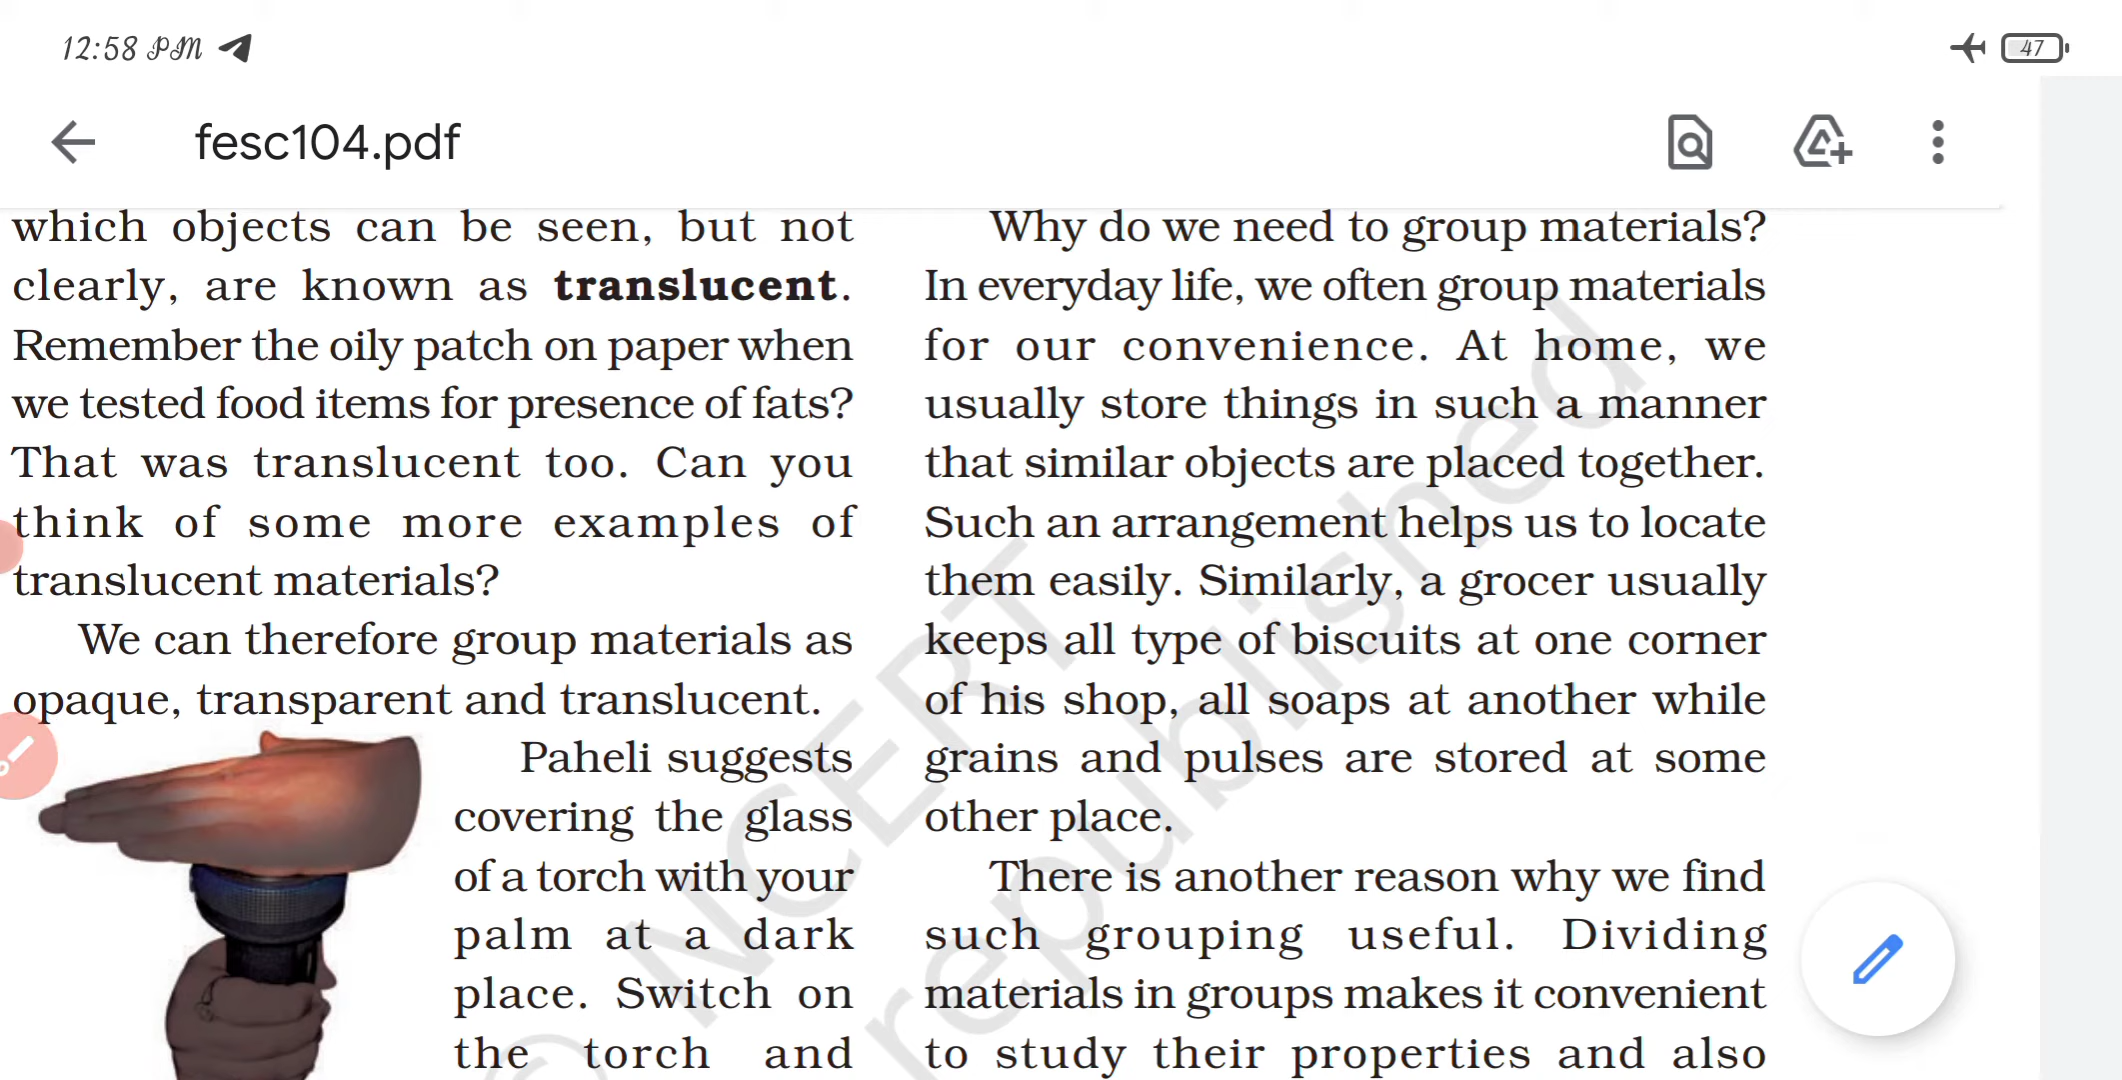 12:58 PM
47
fesc104.pdf
which objects can be seen, but not
clearly, are known as translucent.
Remember the oily patch on paper when
we tested food items for presence of fats?
That was translucent too. Can you
think of some more examples of
translucent materials?
We can therefore group materials as
opaque, transparent and translucent.
Paheli suggests
covering the glass
of a torch with your
palm at a dark
place. Switch on
the torch and
Why do we need to group materials?
In everyday life, we often group materials
for our convenience. At home, we
usually store things in such a manner
that similar objects are placed together.
Such an arrangement helps us to locate
them easily. Similarly, a grocer usually
keeps all type of biscuits at one corner
of his shop, all soaps at another while
grains and pulses are stored at some
other place.
There is another reason why we find
such grouping useful. Dividing
materials in groups makes it convenient
to study their properties and also
© NCERT
republished